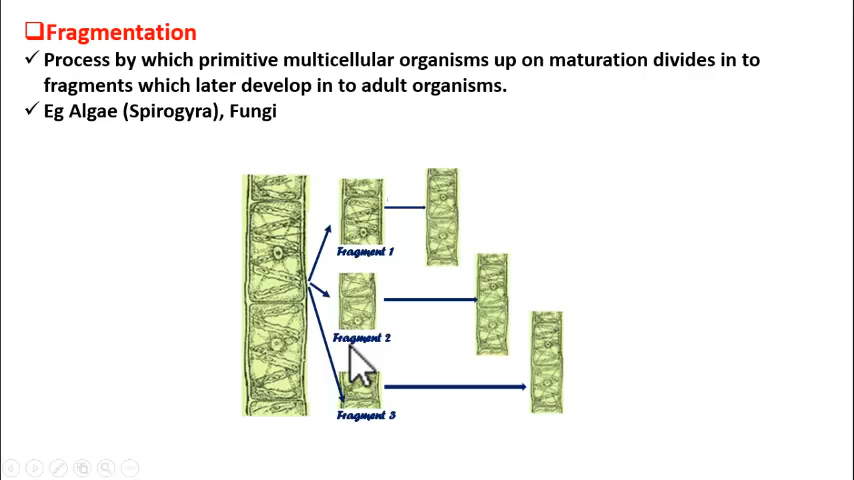 Fragmentation
Process by which primitive multicellular organisms up on maturation divides in to
fragments which later develop in to adult organisms.
Eg Algae (Spirogyra), Fungi
Fragment 1
Fragment 2
Fragment 3